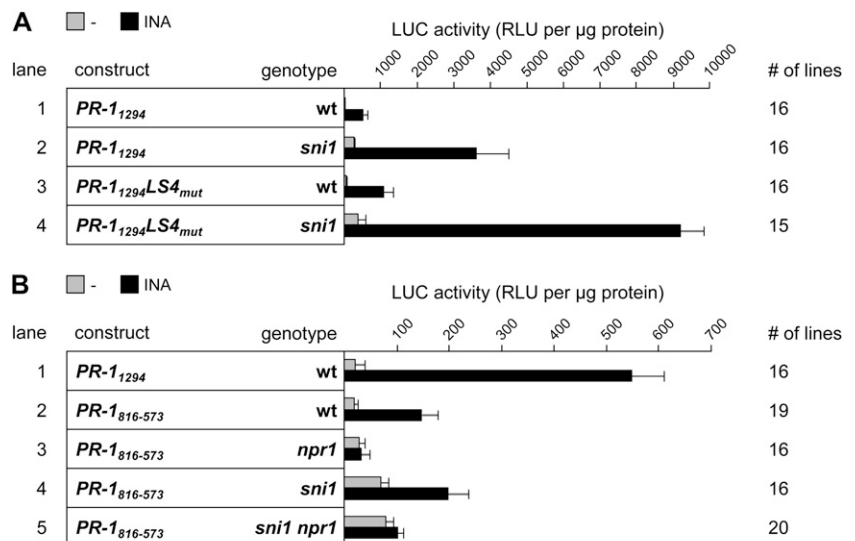 A
- INA
LUC activity (RLU per µg protein)
lane construct genotype 1000 2000 3000 4000 5000 6000 7000 8000 9000 10000 # of lines
1 PR-1₁₂₉₄ wt 16
2 PR-1₁₂₉₄ sni1 16
3 PR-1₁₂₉₄LS4ₘᵤₜ wt 16
4 PR-1₁₂₉₄LS4ₘᵤₜ sni1 15
B
- INA
LUC activity (RLU per µg protein)
lane construct genotype 100 200 300 400 500 600 700 # of lines
1 PR-1₁₂₉₄ wt 16
2 PR-1₈₁₆₋₅₇₃ wt 19
3 PR-1₈₁₆₋₅₇₃ npr1 16
4 PR-1₈₁₆₋₅₇₃ sni1 16
5 PR-1₈₁₆₋₅₇₃ sni1 npr1 20